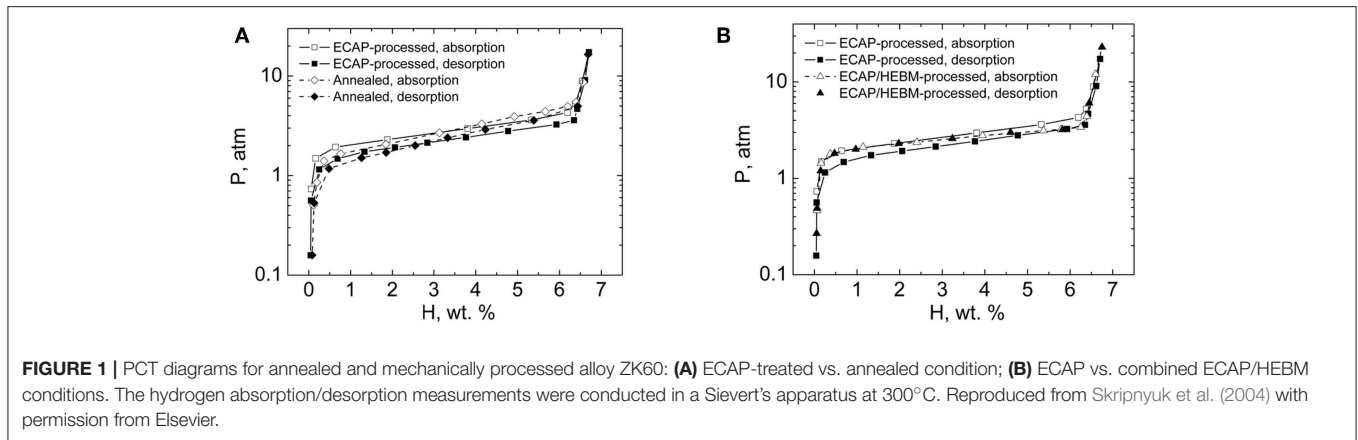 A
ECAP-processed, absorption
ECAP-processed, desorption
Annealed, absorption
Annealed, desorption
10
1
0.1
P, atm
0 1 2 3 4 5 6 7
H, wt. %
B
ECAP-processed, absorption
ECAP-processed, desorption
ECAP/HEBM-processed, absorption
ECAP/HEBM-processed, desorption
10
1
0.1
P, atm
0 1 2 3 4 5 6 7
H, wt. %
FIGURE 1 | PCT diagrams for annealed and mechanically processed alloy ZK60: (A) ECAP-treated vs. annealed condition; (B) ECAP vs. combined ECAP/HEBM
conditions. The hydrogen absorption/desorption measurements were conducted in a Sievert's apparatus at 300°C. Reproduced from Skripnyuk et al. (2004) with
permission from Elsevier.